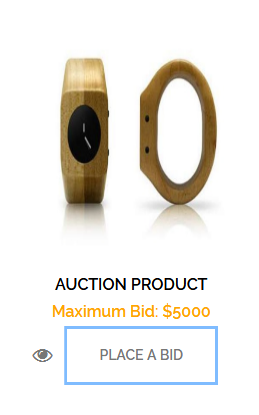 AUCTION PRODUCT
Maximum Bid: $5000
PLACE A BID